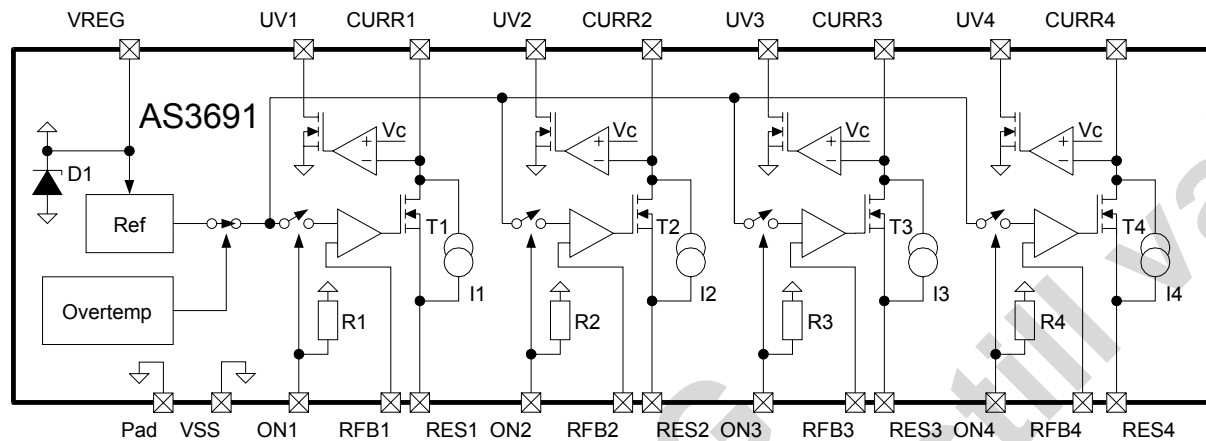 VREG UV1 CURR1 UV2 CURR2 UV3 CURR3 UV4 CURR4
AS3691
Vc Vc Vc Vc
+ + + +
− − − −
D1
Ref
T1 T2 T3 T4
Overtemp
I1 I2 I3 I4
R1 R2 R3 R4
Pad VSS ON1 RFB1 RES1 ON2 RFB2 RES2 ON3 RFB3 RES3 ON4 RFB4 RES4
still va